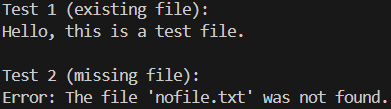 Test 1 (existing file):
Hello, this is a test file.
Test 2 (missing file):
Error: The file 'nofile.txt' was not found.